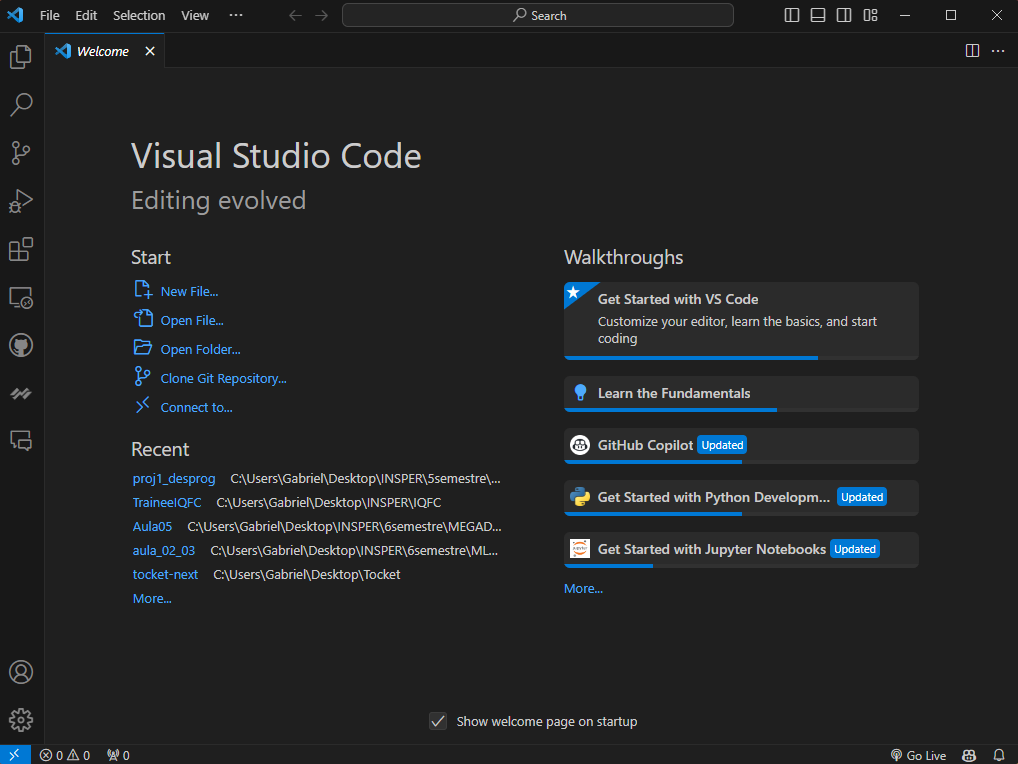 File Edit Selection View ··· Search
Welcome
Visual Studio Code
Editing evolved
Start
New File...
Open File...
Open Folder...
Clone Git Repository...
Connect to...
Recent
proj1_desprog C:\Users\Gabriel\Desktop\INSPER\5semestre\...
TraineeIQFC C:\Users\Gabriel\Desktop\INSPER\IQFC
Aula05 C:\Users\Gabriel\Desktop\INSPER\6semestre\MEGAD...
aula_02_03 C:\Users\Gabriel\Desktop\INSPER\6semestre\ML...
tocket-next C:\Users\Gabriel\Desktop\Tocket
More...
Walkthroughs
Get Started with VS Code
Customize your editor, learn the basics, and start
coding
Learn the Fundamentals
GitHub Copilot Updated
Get Started with Python Developm... Updated
Get Started with Jupyter Notebooks Updated
More...
Show welcome page on startup
0 0 0 Go Live